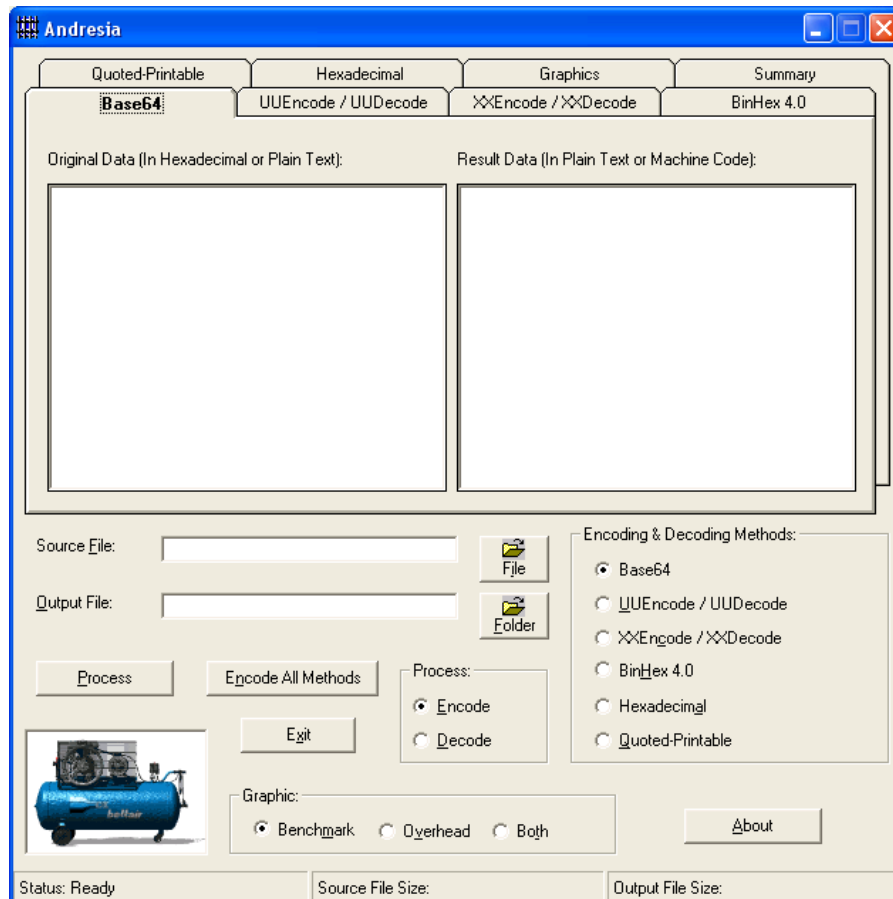 Andresia
Quoted-Printable Hexadecimal Graphics Summary
Base64 UUEncode / UUDecode XXEncode / XXDecode BinHex 4.0
Original Data (In Hexadecimal or Plain Text): Result Data (In Plain Text or Machine Code):
Source File:
File
Output File:
Folder
Encoding & Decoding Methods:
Base64
UUEncode / UUDecode
XXEncode / XXDecode
BinHex 4.0
Hexadecimal
Quoted-Printable
Process Encode All Methods
Exit
Process:
Encode
Decode
bellair
Graphic:
Benchmark Overhead Both
About
Status: Ready Source File Size: Output File Size: